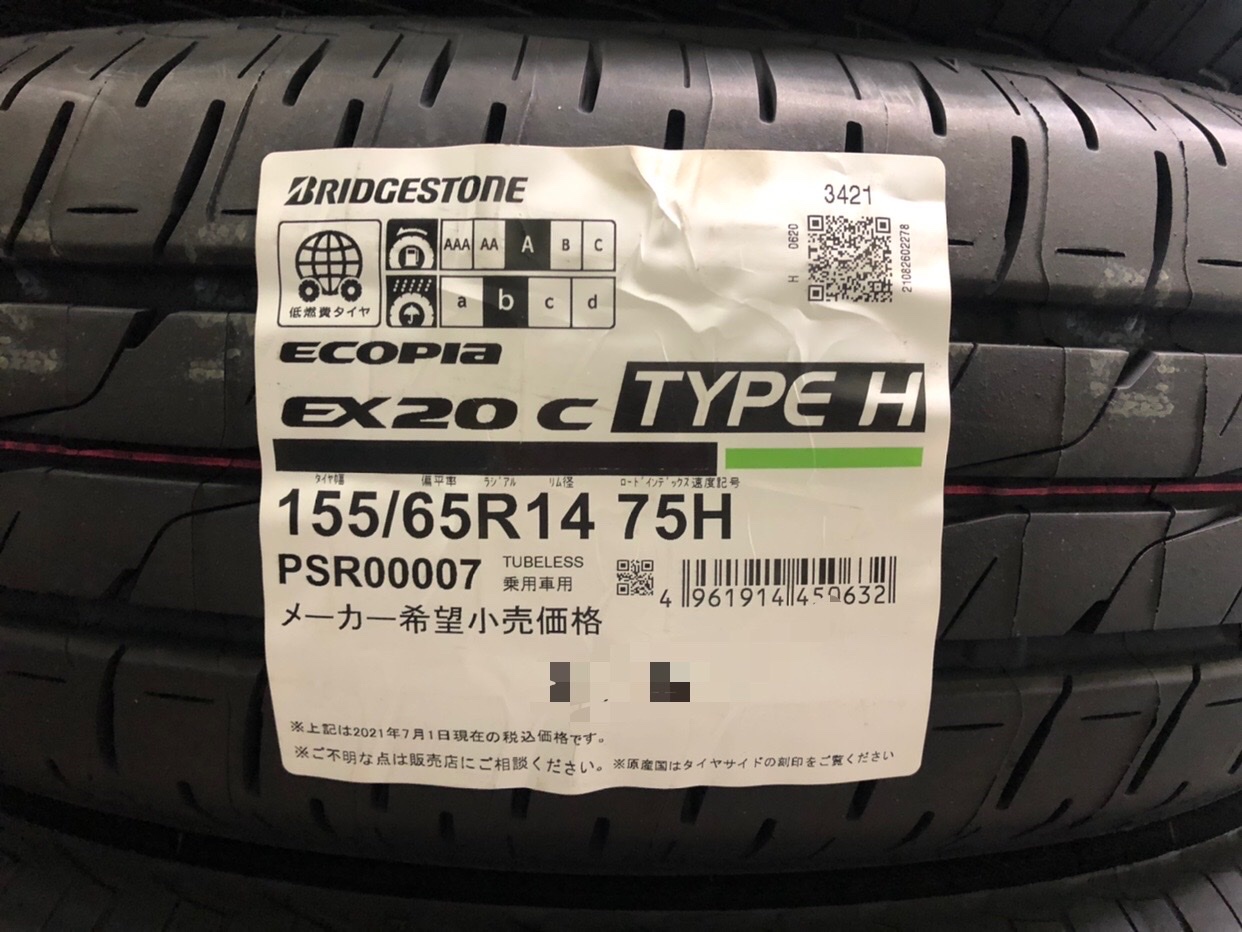 BRIDGESTONE
3421
AAA AA A B C
H 0620
21082602278
a b c d
低燃費タイヤ
ECOPIA
EX20 C TYPE H
タイヤ幅 偏平率 ラジアル リム径 ロードインデックス 速度記号
155/65R14 75H
PSR00007 TUBELESS
乗用車用
4 961914 459632
メーカー希望小売価格
※上記は2021年7月1日現在の税込価格です。
※ご不明な点は販売店にご相談ください。※原産国はタイヤサイドの刻印をご覧ください